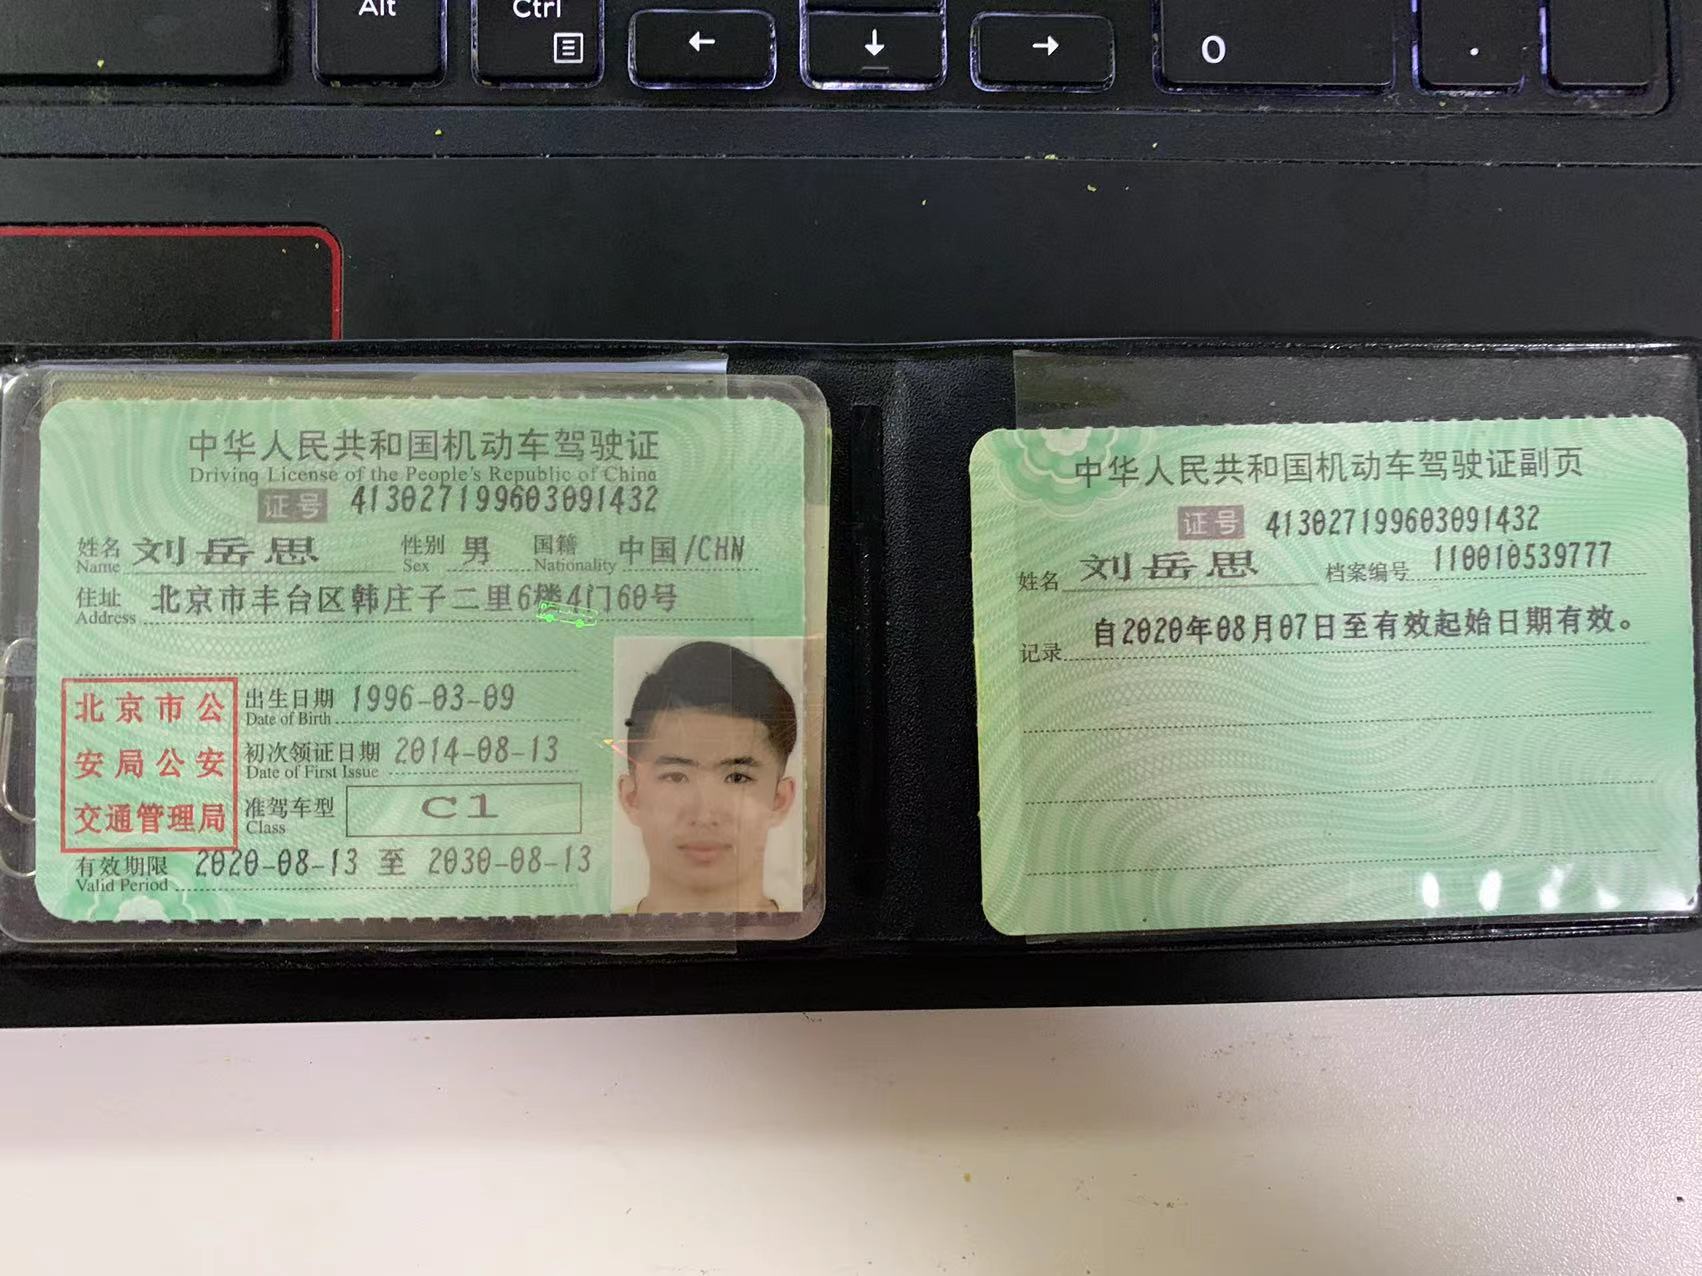 Alt
Ctrl
←
↓
→
0
.
中华人民共和国机动车驾驶证
Driving License of the People's Republic of China
证号 413027199603091432
姓名 刘岳思 性别 男 国籍 中国/CHN
Name Sex Nationality
住址 北京市丰台区韩庄子二里6楼4门60号
Address
北京市公
安局公安
交通管理局
出生日期 1996-03-09
Date of Birth
初次领证日期 2014-08-13
Date of First Issue
准驾车型 C1
Class
有效期限 2020-08-13 至 2030-08-13
Valid Period
中华人民共和国机动车驾驶证副页
证号 413027199603091432
姓名 刘岳思 档案编号 110010539777
记录 自2020年08月07日至有效起始日期有效。